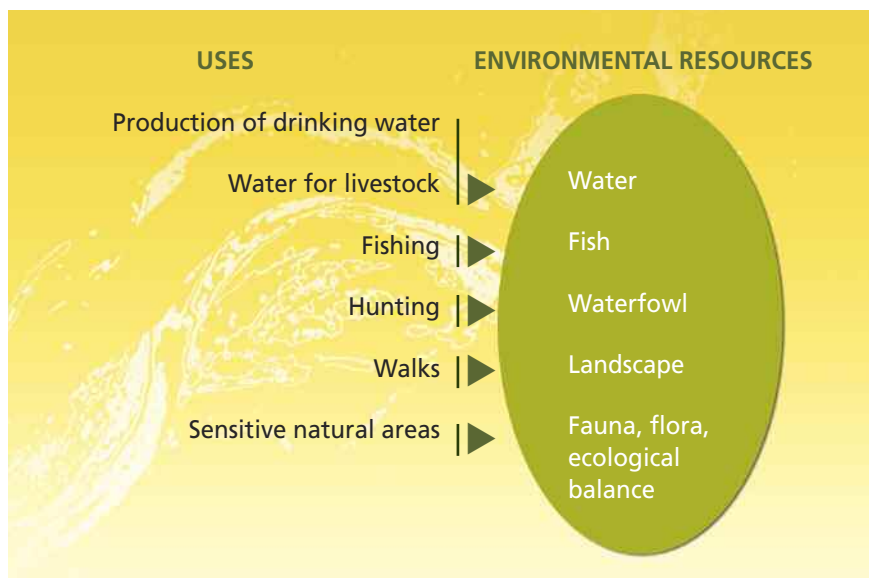 USES ENVIRONMENTAL RESOURCES
Production of drinking water
Water for livestock Water
Fishing Fish
Hunting Waterfowl
Walks Landscape
Sensitive natural areas Fauna, flora,
ecological
balance